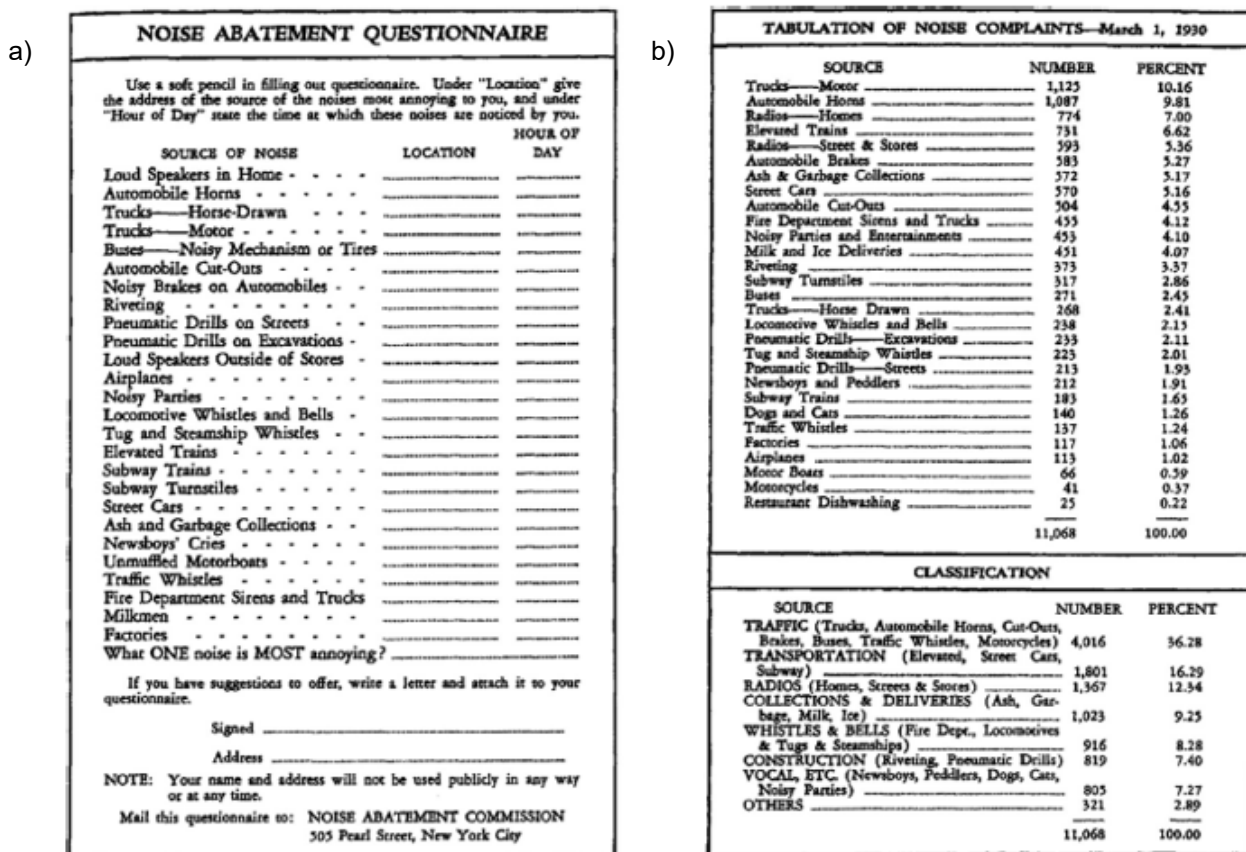 a)
NOISE ABATEMENT QUESTIONNAIRE
Use a soft pencil in filling out questionnaire. Under "Location" give
the address of the source of the noises most annoying to you, and under
"Hour of Day" state the time at which these noises are noticed by you.
HOUR OF
SOURCE OF NOISE LOCATION DAY
Loud Speakers in Home
Automobile Horns
Trucks—Horse-Drawn
Trucks—Motor
Buses—Noisy Mechanism or Tires
Automobile Cut-Outs
Noisy Brakes on Automobiles
Riveting
Pneumatic Drills on Streets
Pneumatic Drills on Excavations
Loud Speakers Outside of Stores
Airplanes
Noisy Parties
Locomotive Whistles and Bells
Tug and Steamship Whistles
Elevated Trains
Subway Trains
Subway Turnstiles
Street Cars
Ash and Garbage Collections
Newsboys' Cries
Unmuffled Motorboats
Traffic Whistles
Fire Department Sirens and Trucks
Milkmen
Factories
What ONE noise is MOST annoying?
If you have suggestions to offer, write a letter and attach it to your
questionnaire.
Signed
Address
NOTE: Your name and address will not be used publicly in any way
or at any time.
Mail this questionnaire to: NOISE ABATEMENT COMMISSION
505 Pearl Street, New York City
b)
TABULATION OF NOISE COMPLAINTS—March 1, 1930
SOURCE NUMBER PERCENT
Trucks—Motor 1,125 10.16
Automobile Horns 1,087 9.81
Radios—Homes 774 7.00
Elevated Trains 731 6.62
Radios—Street & Stores 593 5.36
Automobile Brakes 583 5.27
Ash & Garbage Collections 572 5.17
Street Cars 570 5.16
Automobile Cut-Outs 504 4.55
Fire Department Sirens and Trucks 455 4.12
Noisy Parties and Entertainments 453 4.10
Milk and Ice Deliveries 451 4.07
Riveting 373 3.37
Subway Turnstiles 317 2.86
Buses 271 2.45
Trucks—Horse Drawn 268 2.41
Locomotive Whistles and Bells 238 2.15
Pneumatic Drills—Excavations 233 2.11
Tug and Steamship Whistles 223 2.01
Pneumatic Drills—Streets 213 1.93
Newsboys and Peddlers 212 1.91
Subway Trains 183 1.65
Dogs and Cats 140 1.26
Traffic Whistles 137 1.24
Factories 117 1.06
Airplanes 113 1.02
Motor Boats 66 0.59
Motorcycles 41 0.37
Restaurant Dishwashing 25 0.22
11,068 100.00
CLASSIFICATION
SOURCE NUMBER PERCENT
TRAFFIC (Trucks, Automobile Horns, Cut-Outs,
Brakes, Buses, Traffic Whistles, Motorcycles) 4,016 36.28
TRANSPORTATION (Elevated, Street Cars,
Subway) 1,801 16.29
RADIOS (Homes, Streets & Stores) 1,367 12.34
COLLECTIONS & DELIVERIES (Ash, Gar-
bage, Milk, Ice) 1,023 9.25
WHISTLES & BELLS (Fire Dept., Locomotives
& Tugs & Steamships) 916 8.28
CONSTRUCTION (Riveting, Pneumatic Drills) 819 7.40
VOCAL, ETC. (Newsboys, Peddlers, Dogs, Cats,
Noisy Parties) 805 7.27
OTHERS 321 2.89
11,068 100.00